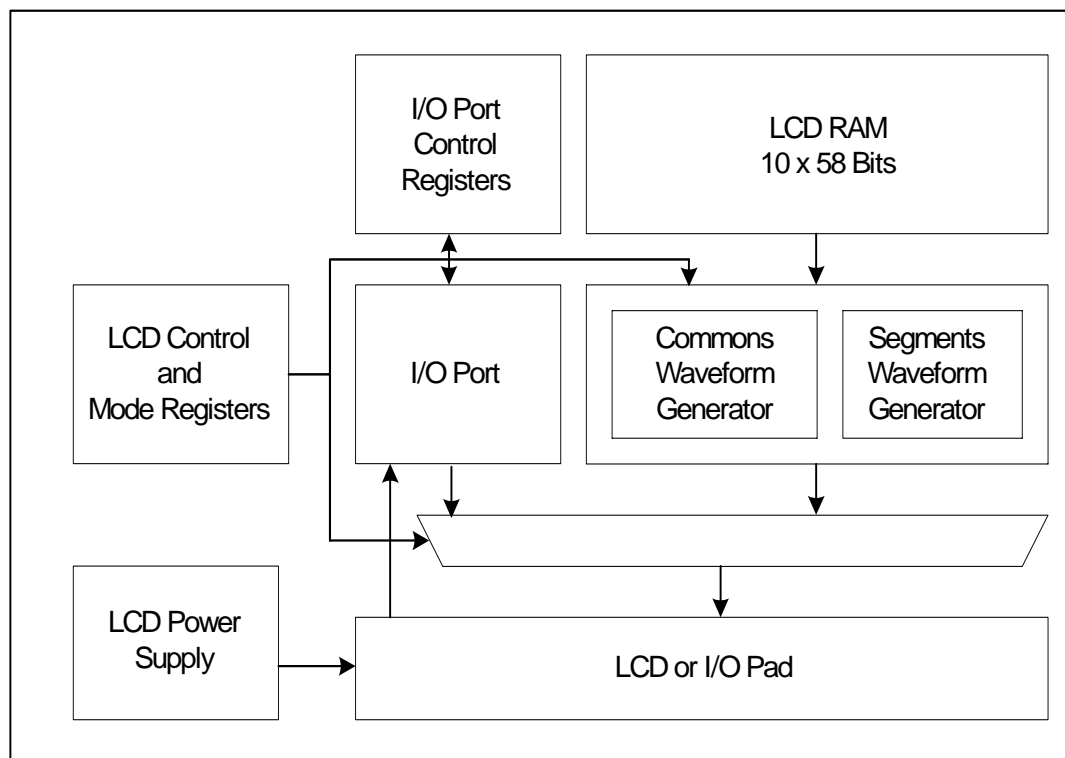 I/O Port
Control
Registers
LCD RAM
10 x 58 Bits
LCD Control
and
Mode Registers
I/O Port
Commons
Waveform
Generator
Segments
Waveform
Generator
LCD Power
Supply
LCD or I/O Pad